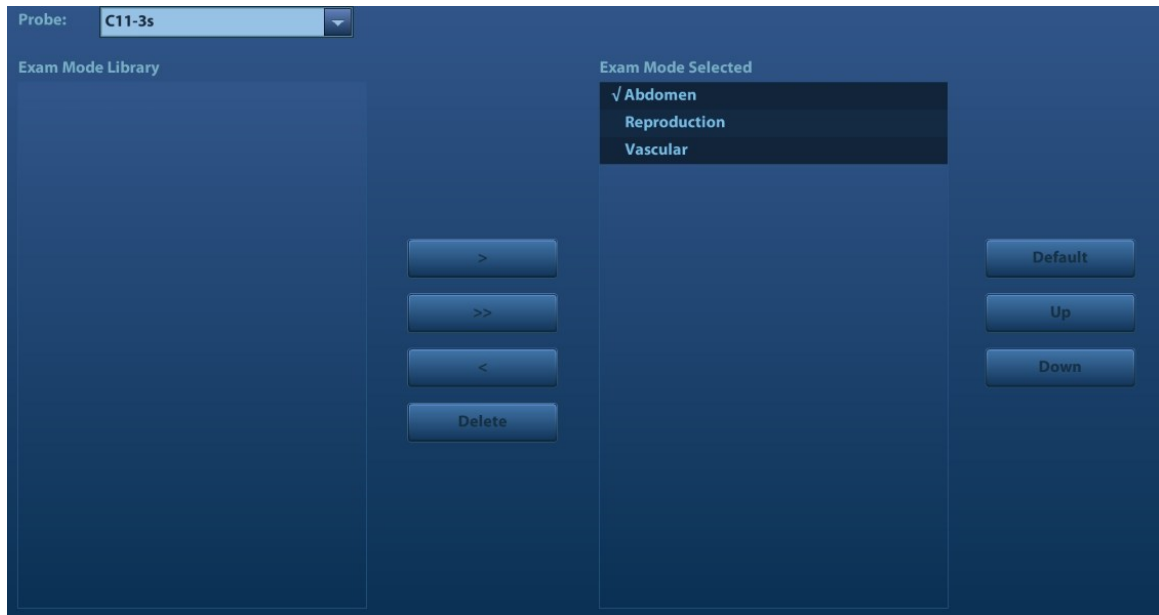 Probe: C11-3s
Exam Mode Library
Exam Mode Selected
√ Abdomen
Reproduction
Vascular
>
>>
<
Delete
Default
Up
Down